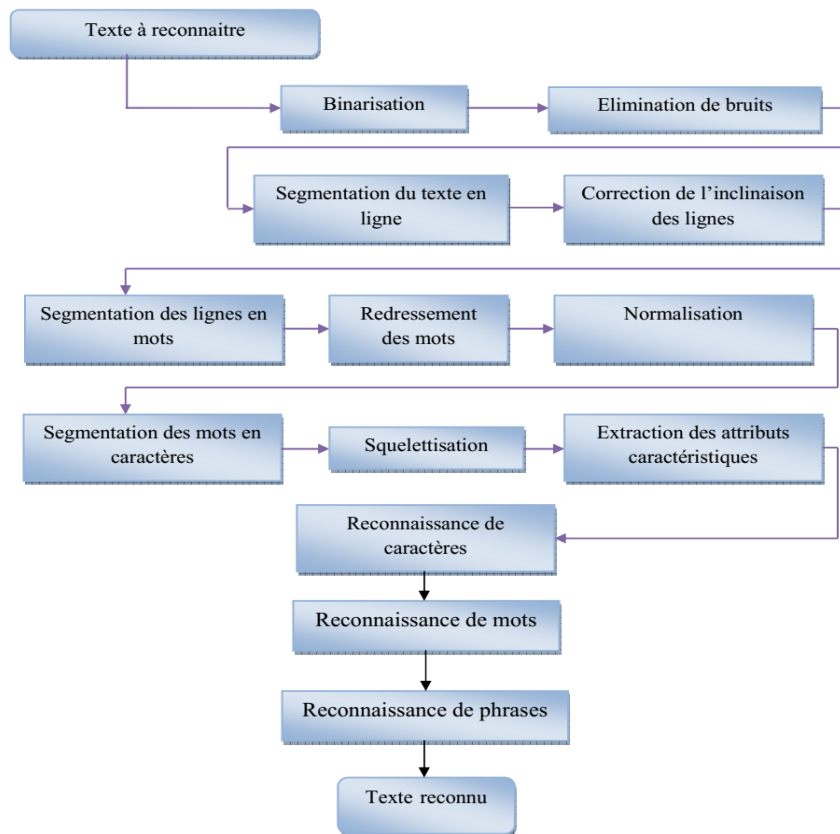 Texte à reconnaitre
Binarisation
Elimination de bruits
Segmentation du texte en
ligne
Correction de l’inclinaison
des lignes
Segmentation des lignes en
mots
Redressement
des mots
Normalisation
Segmentation des mots en
caractères
Squelettisation
Extraction des attributs
caractéristiques
Reconnaissance de
caractères
Reconnaissance de mots
Reconnaissance de phrases
Texte reconnu